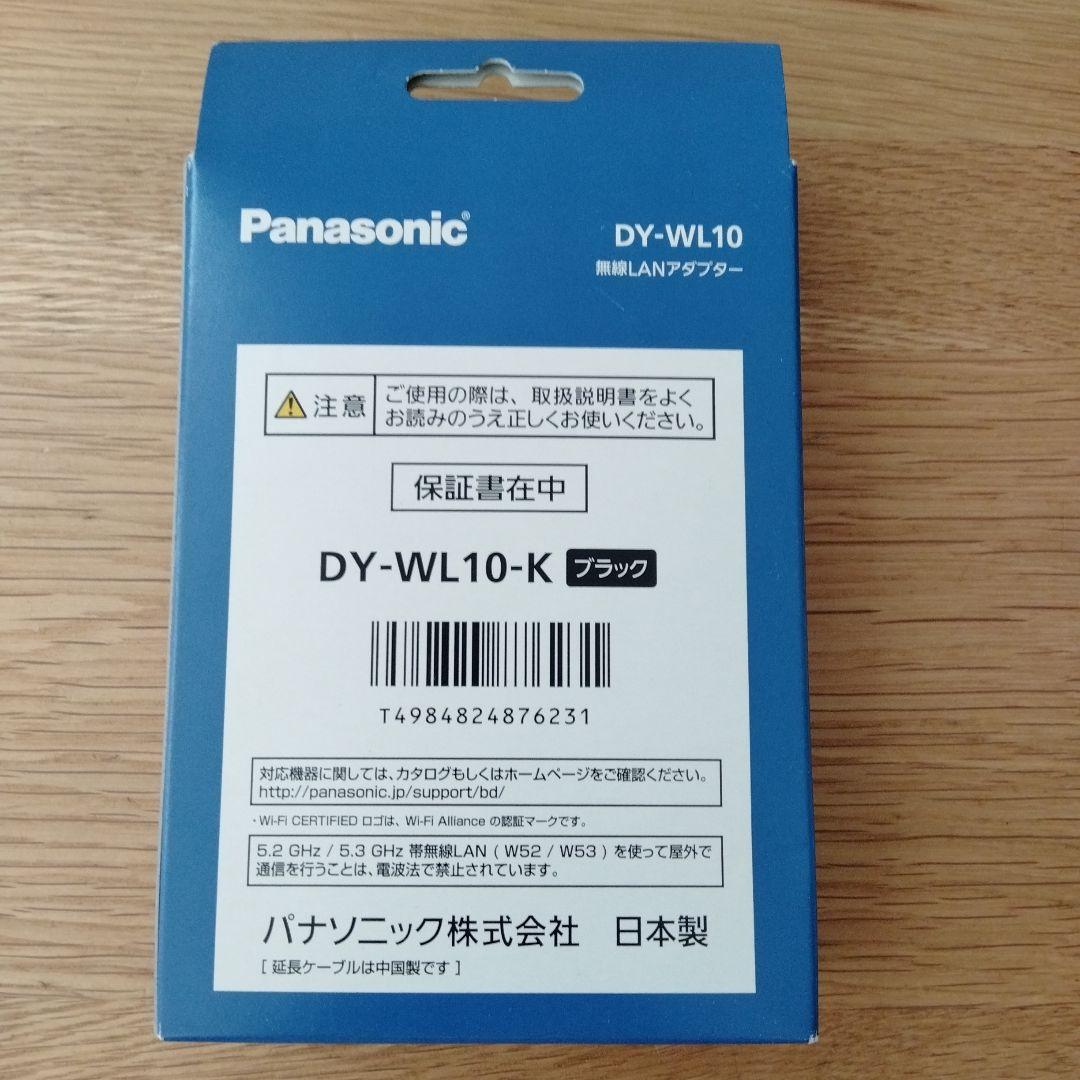 Panasonic®
DY-WL10
無線LANアダプター
注意
ご使用の際は、取扱説明書をよく
お読みのうえ正しくお使いください。
保証書在中
DY-WL10-K ブラック
T4984824876231
対応機器に関しては、カタログもしくはホームページをご確認ください。
http://panasonic.jp/support/bd/
・Wi-Fi CERTIFIED ロゴは、Wi-Fi Alliance の認証マークです。
5.2 GHz / 5.3 GHz 帯無線LAN ( W52 / W53 ) を使って屋外で
通信を行うことは、電波法で禁止されています。
パナソニック株式会社 日本製
[ 延長ケーブルは中国製です ]